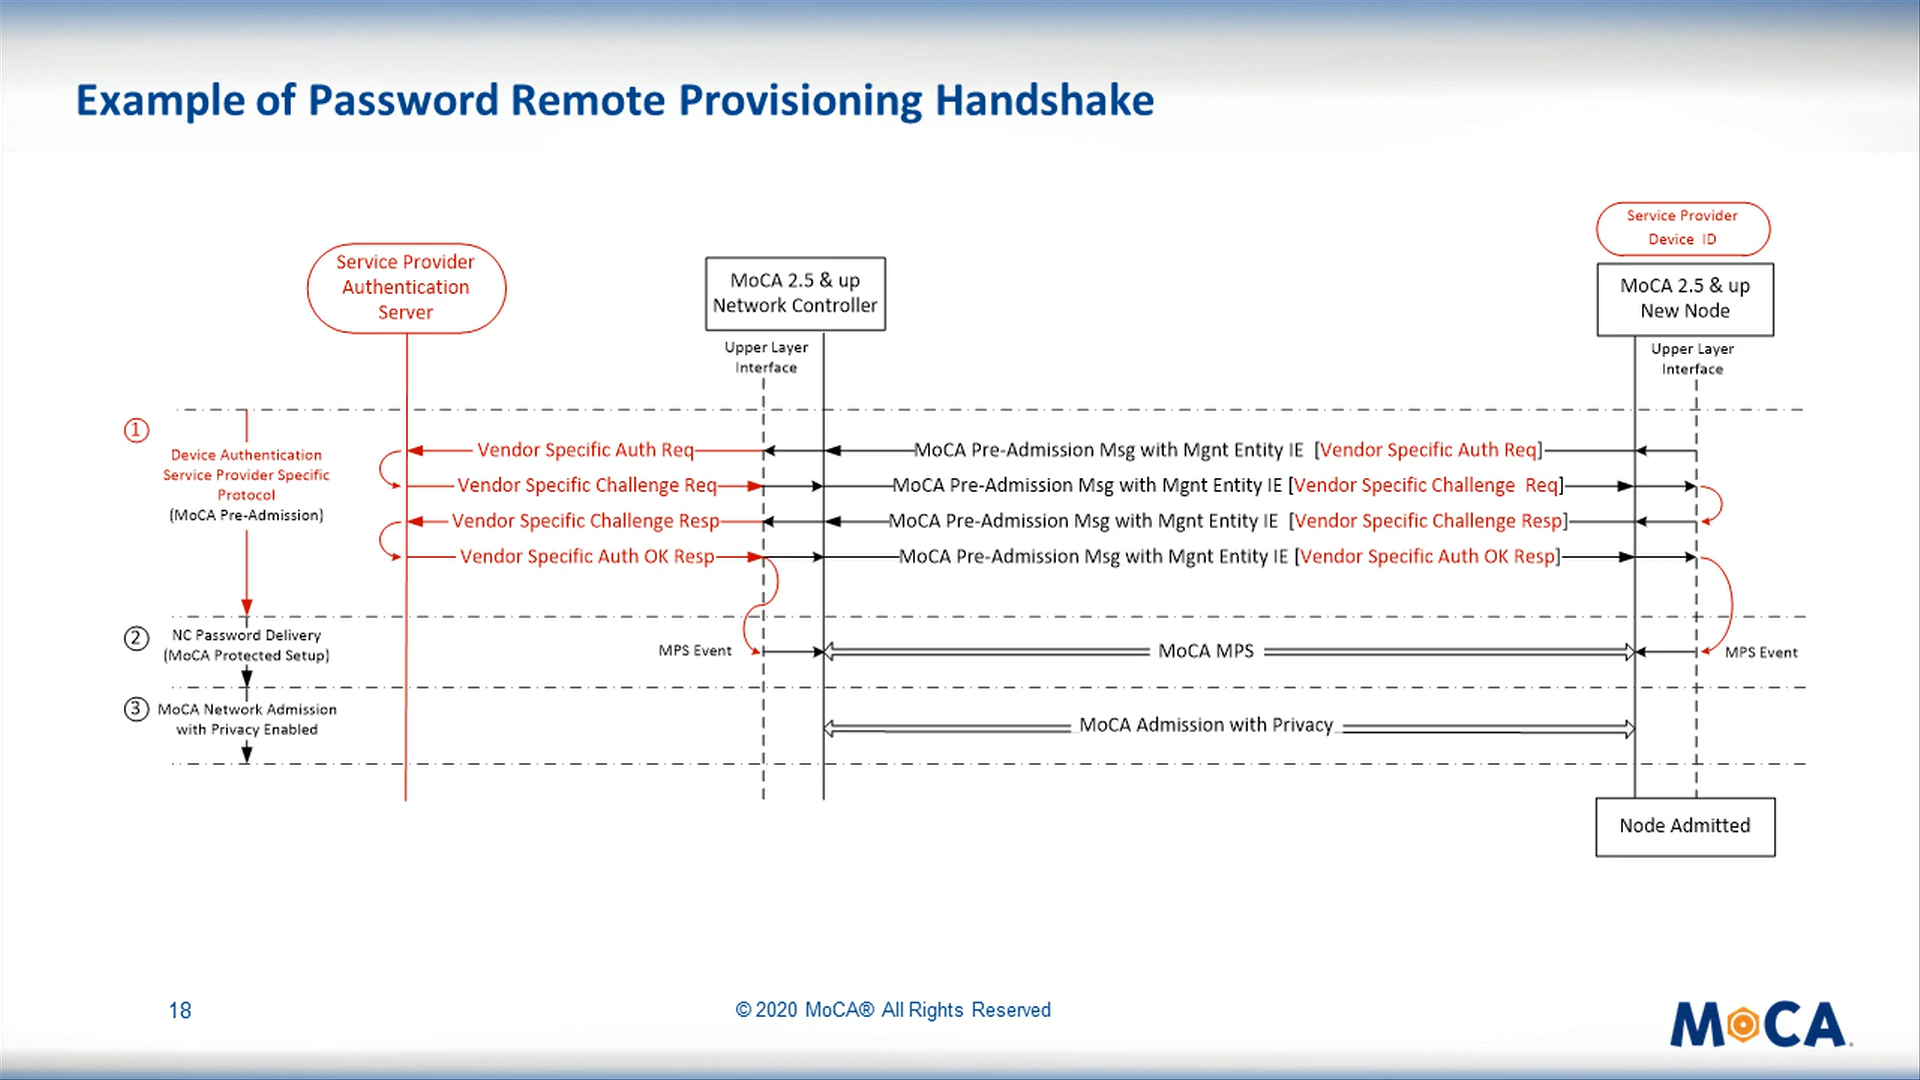 Example of Password Remote Provisioning Handshake
Service Provider
Device ID
Service Provider
Authentication
Server
MoCA 2.5 & up
Network Controller
MoCA 2.5 & up
New Node
Upper Layer
Interface
Upper Layer
Interface
1
Device Authentication
Service Provider Specific
Protocol
(MoCA Pre-Admission)
Vendor Specific Auth Req
MoCA Pre-Admission Msg with Mgnt Entity IE [Vendor Specific Auth Req]
Vendor Specific Challenge Req
MoCA Pre-Admission Msg with Mgnt Entity IE [Vendor Specific Challenge Req]
Vendor Specific Challenge Resp
MoCA Pre-Admission Msg with Mgnt Entity IE [Vendor Specific Challenge Resp]
Vendor Specific Auth OK Resp
MoCA Pre-Admission Msg with Mgnt Entity IE [Vendor Specific Auth OK Resp]
2
NC Password Delivery
(MoCA Protected Setup)
MPS Event
MoCA MPS
MPS Event
3
MoCA Network Admission
with Privacy Enabled
MoCA Admission with Privacy
Node Admitted
18
© 2020 MoCA® All Rights Reserved
MoCA